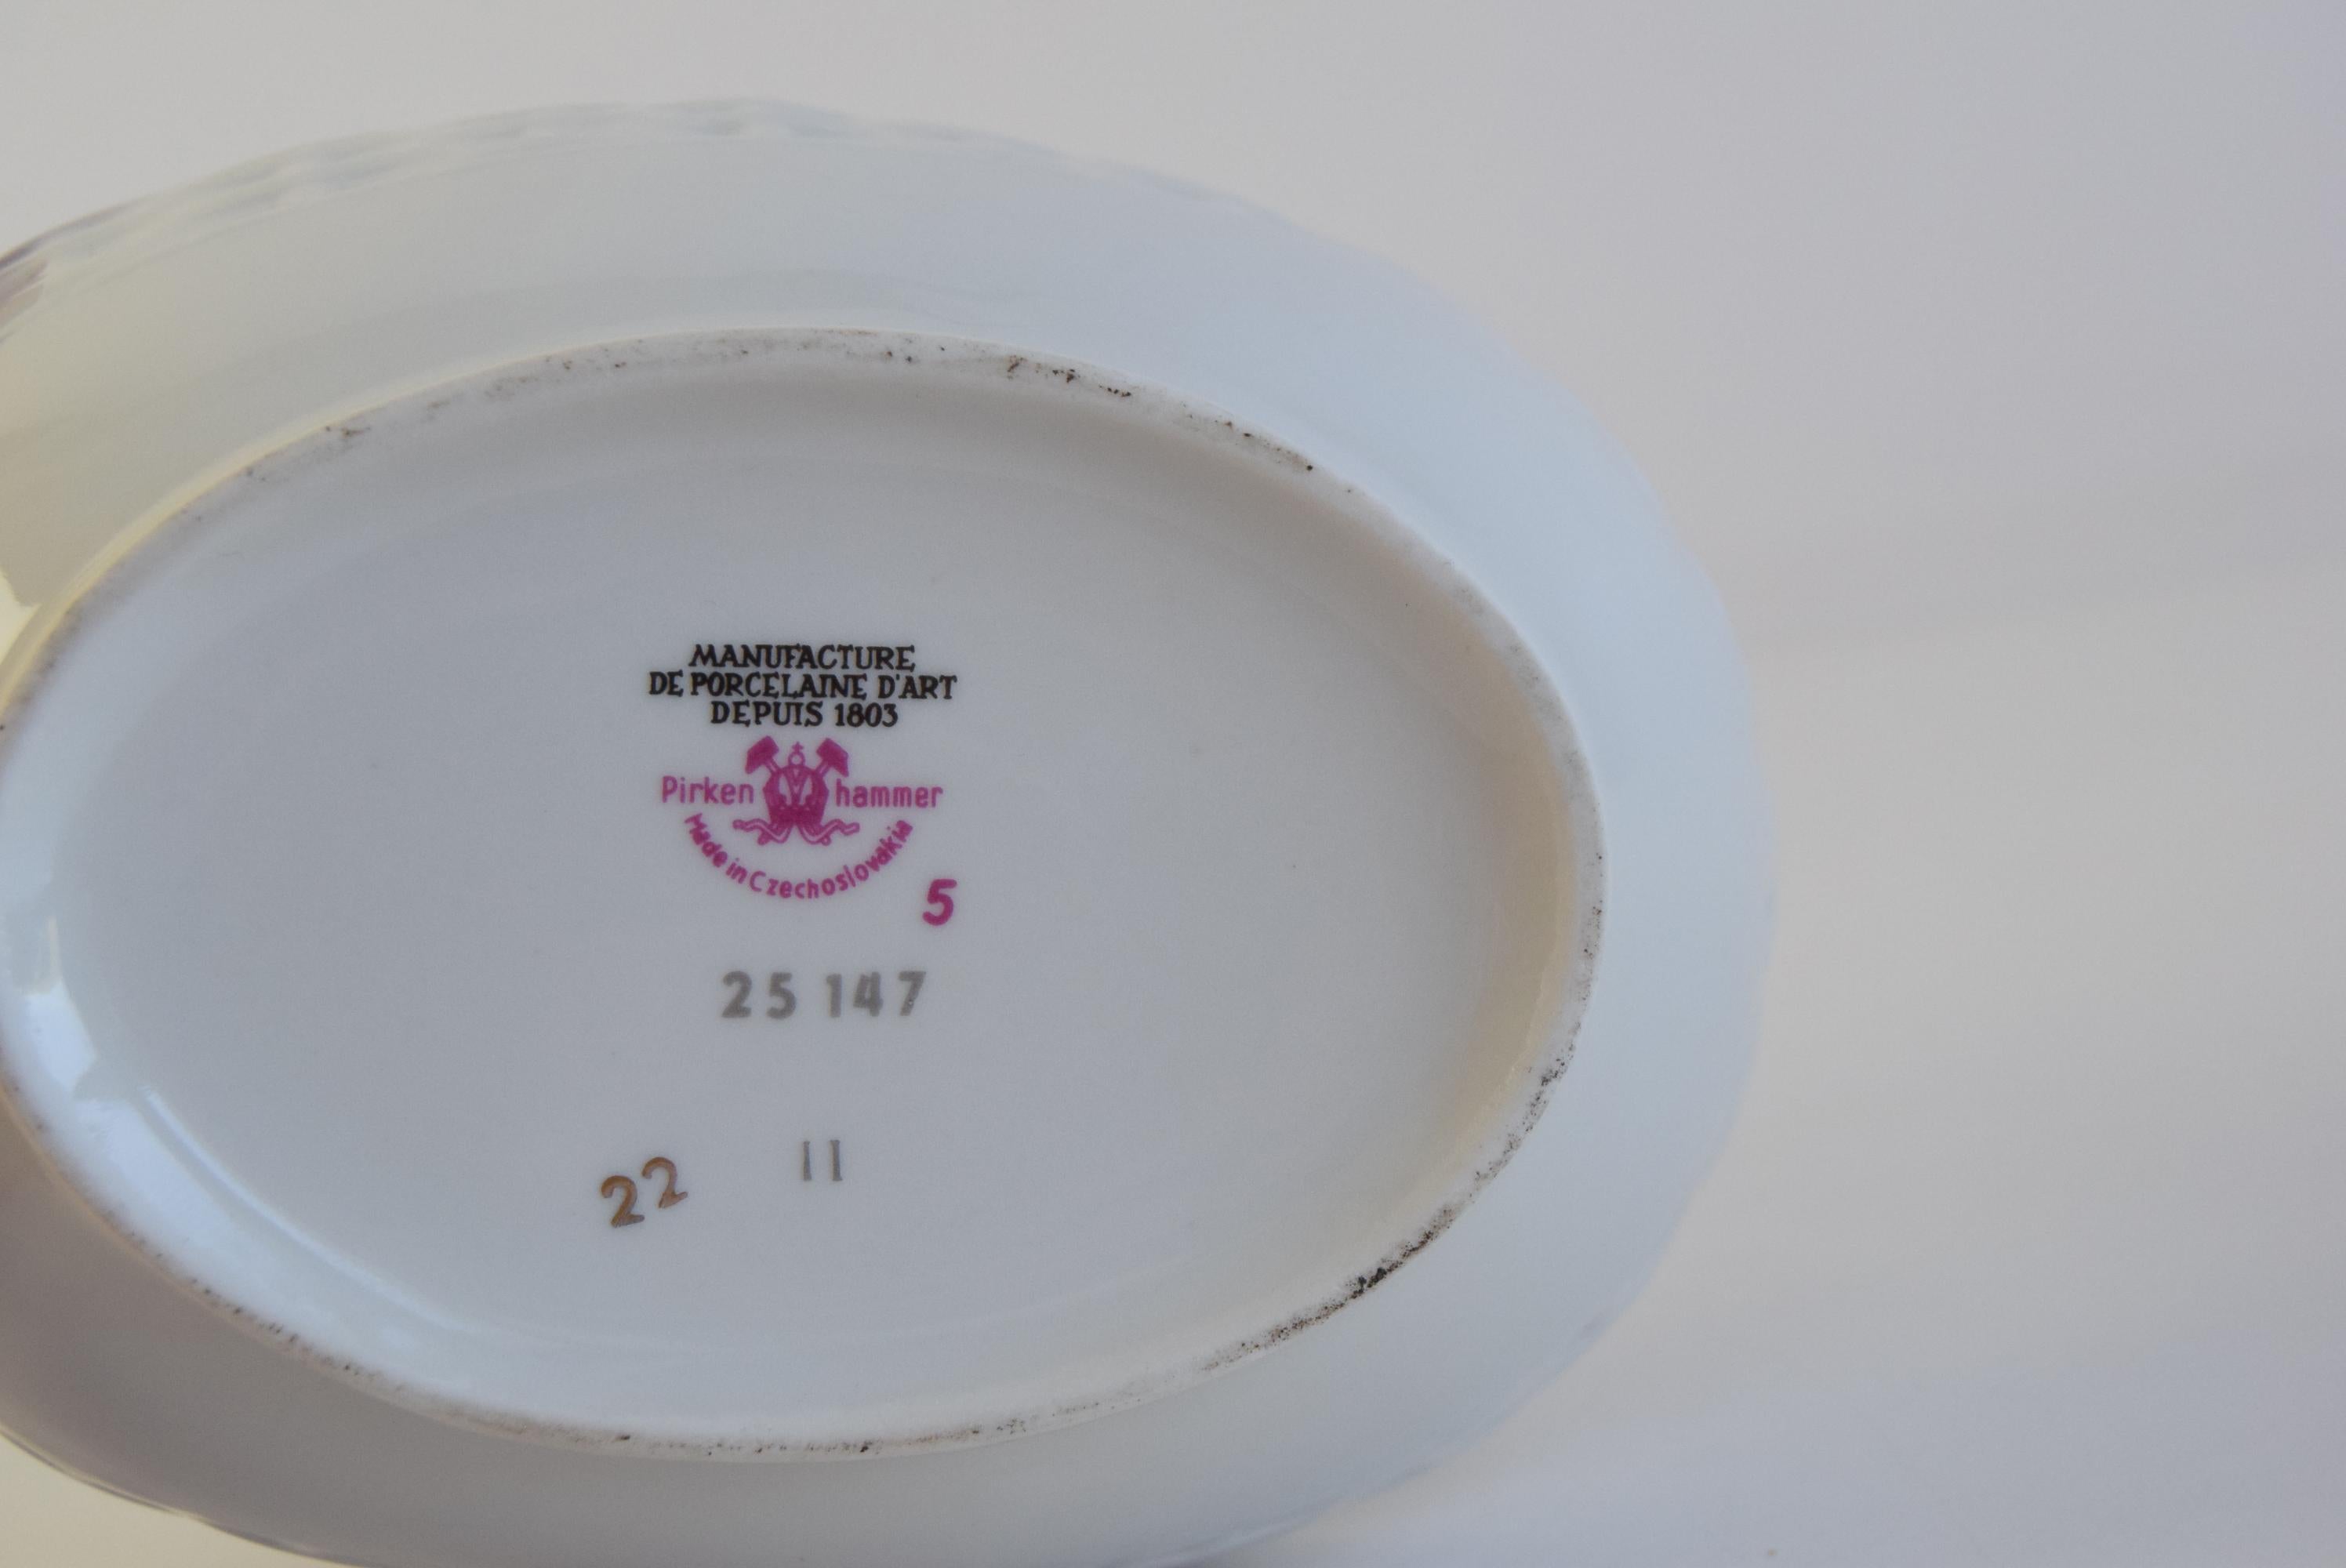 MANUFACTURE
DE PORCELAINE D'ART
DEPUIS 1803
Pirken hammer
Made in Czechoslovakia
5
25 147
22 11